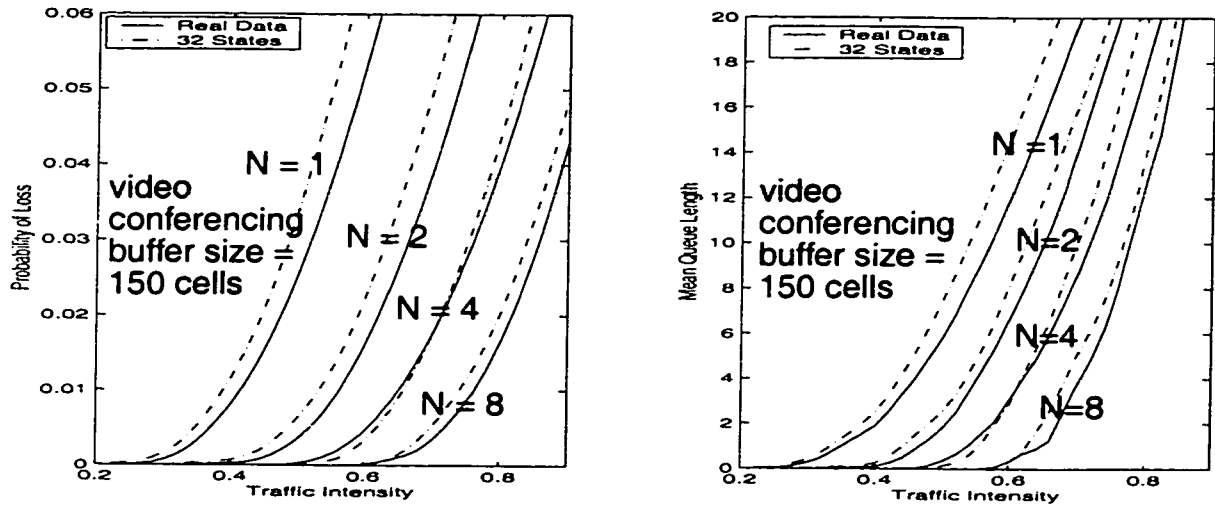 0.06
0.05
0.04
0.03
0.02
0.01
0
Probability of Loss
Real Data
32 States
N = 1
video
conferencing
buffer size =
150 cells
N = 2
N = 4
N = 8
0.2
0.4
0.6
0.8
Traffic Intensity
20
18
16
14
12
10
8
6
4
2
0
Mean Queue Length
Real Data
32 States
N =1
video
conferencing
buffer size =
150 cells
N=2
N=4
N=8
0.2
0.4
0.6
0.8
Traffic Intensity